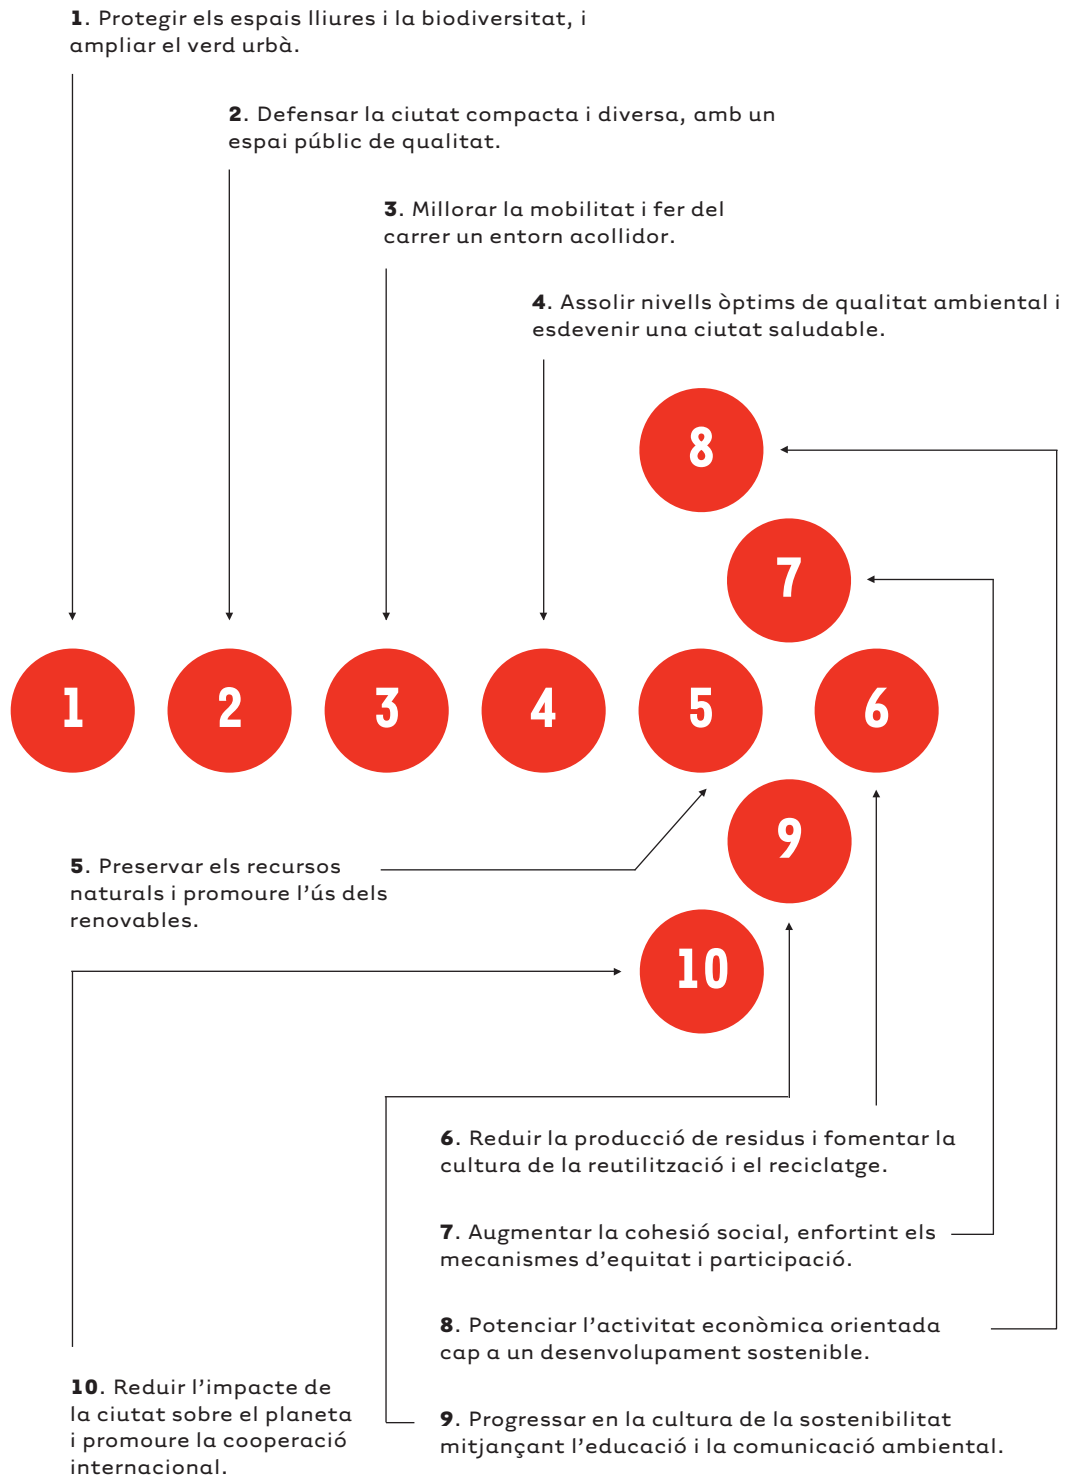 1. Protegir els espais lliures i la biodiversitat, i
ampliar el verd urbà.
2. Defensar la ciutat compacta i diversa, amb un
espai públic de qualitat.
3. Millorar la mobilitat i fer del
carrer un entorn acollidor.
4. Assolir nivells òptims de qualitat ambiental i
esdevenir una ciutat saludable.
8
7
1
2
3
4
5
6
9
5. Preservar els recursos
naturals i promoure l’ús dels
renovables.
10
6. Reduir la producció de residus i fomentar la
cultura de la reutilització i el reciclatge.
7. Augmentar la cohesió social, enfortint els
mecanismes d’equitat i participació.
8. Potenciar l’activitat econòmica orientada
cap a un desenvolupament sostenible.
10. Reduir l’impacte de
la ciutat sobre el planeta
i promoure la cooperació
internacional.
9. Progressar en la cultura de la sostenibilitat
mitjançant l’educació i la comunicació ambiental.